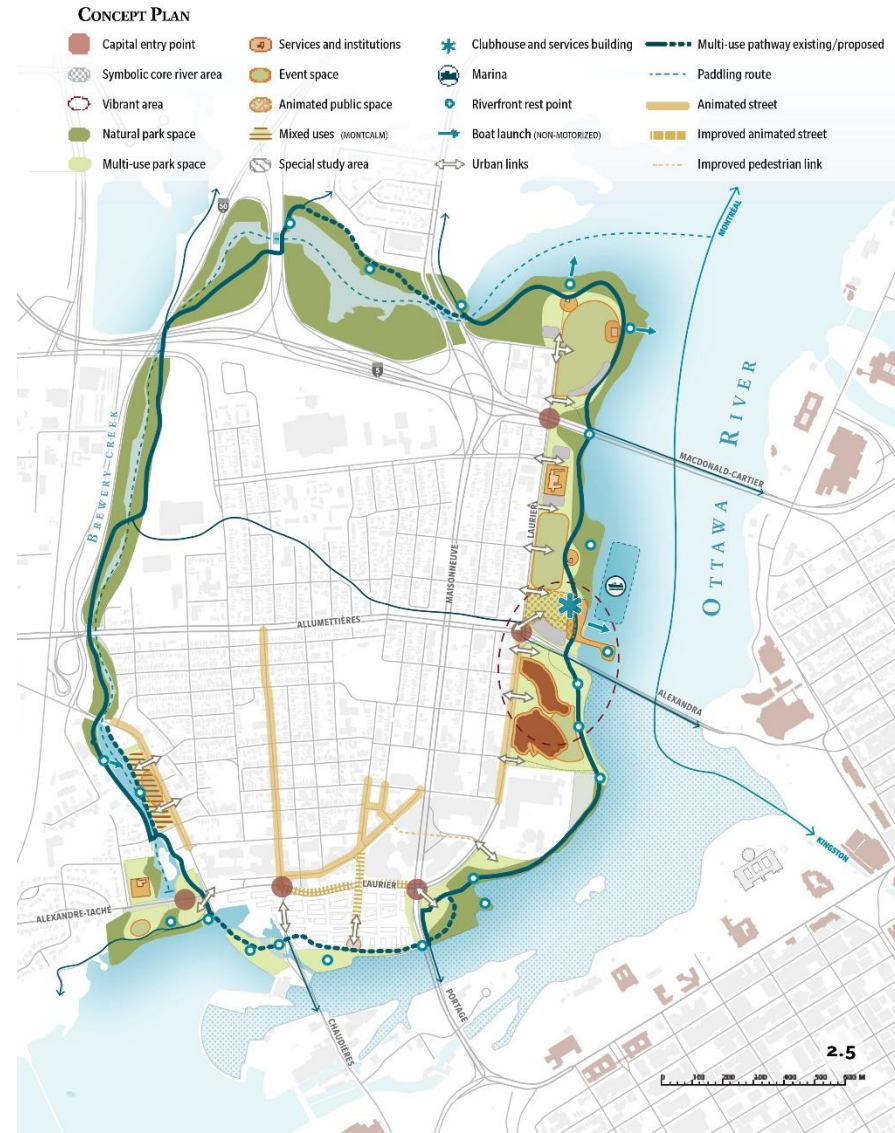 CONCEPT PLAN
Capital entry point
Symbolic core river area
Vibrant area
Natural park space
Multi-use park space
Services and institutions
Event space
Animated public space
Mixed uses (MONTCALM)
Special study area
Clubhouse and services building
Marina
Riverfront rest point
Boat launch (NON-MOTORIZED)
Urban links
Multi-use pathway existing/proposed
Paddling route
Animated street
Improved animated street
Improved pedestrian link
50
MONTRÉAL
5
BREWERY CREEK
OTTAWA RIVER
MACDONALD-CARTIER
LAURIER
MAISONNEUVE
ALLUMETTIÈRES
ALEXANDRA
KINGSTON
LAURIER
ALEXANDRE-TACHÉ
PORTAGE
CHAUDIÈRES
2.5
0 100 200 300 400 500 600 M